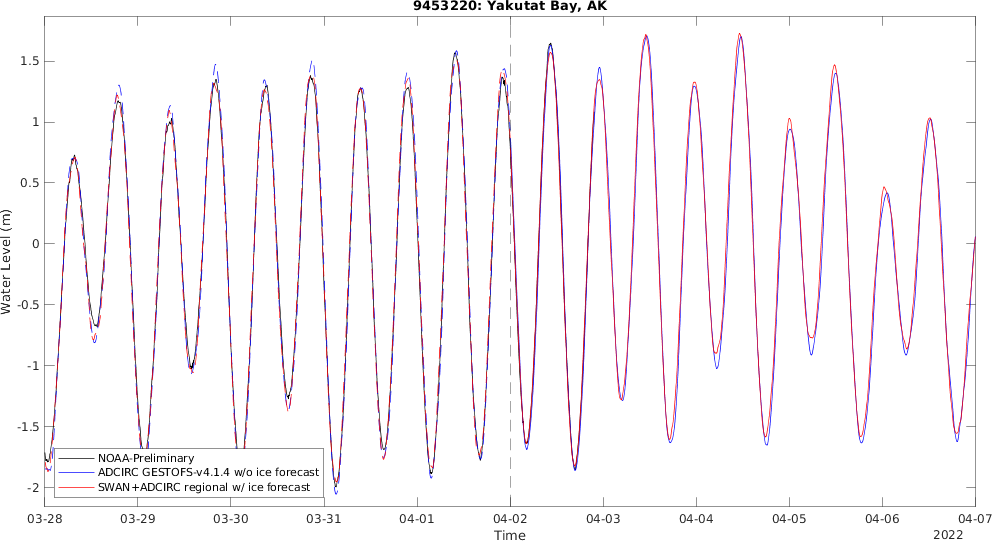 9453220: Yakutat Bay, AK
Water Level (m)
1.5
1
0.5
0
-0.5
-1
-1.5
-2
NOAA-Preliminary
ADCIRC GESTOFS-v4.1.4 w/o ice forecast
SWAN+ADCIRC regional w/ ice forecast
03-28 03-29 03-30 03-31 04-01 04-02 04-03 04-04 04-05 04-06 04-07
Time
2022